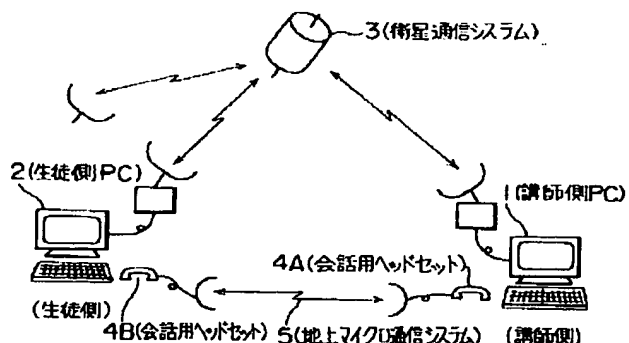 3(衛星通信システム)
2(生徒側PC)
1(講師側PC)
4A(会話用ヘッドセット)
(生徒側)
4B(会話用ヘッドセット)
5(地上マイクロ通信システム)
(講師側)